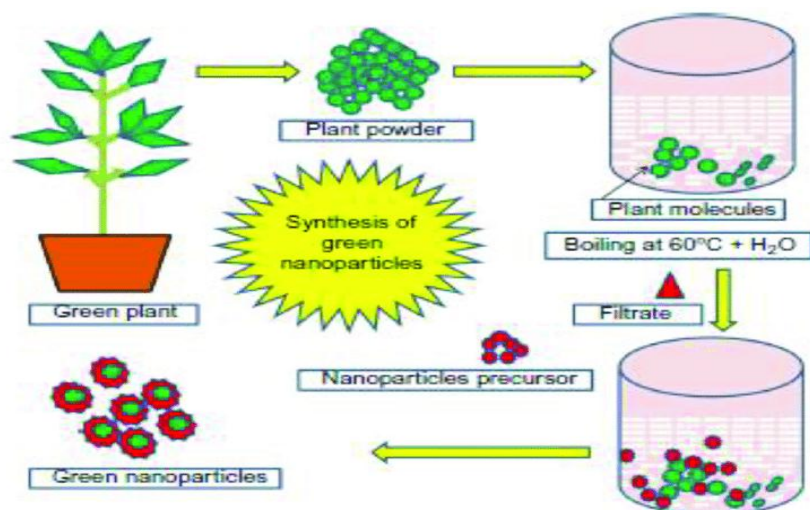 Plant powder
Plant molecules
Boiling at 60°C + H₂O
Synthesis of
green
nanoparticles
Green plant
Filtrate
Nanoparticles precursor
Green nanoparticles